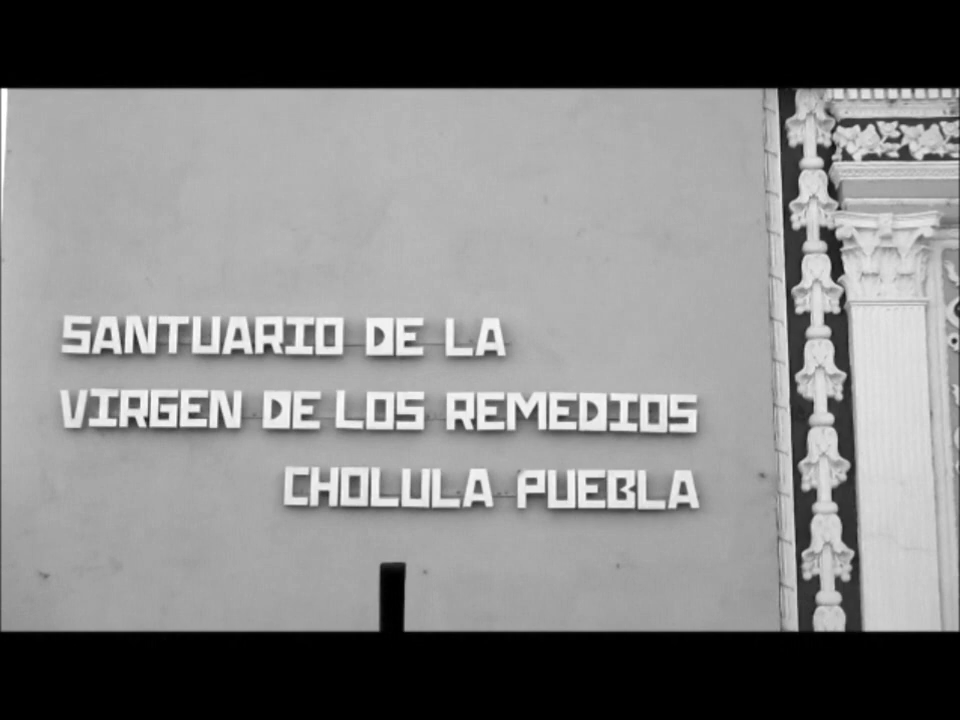 SANTUARIO DE LA
VIRGEN DE LOS REMEDIOS
CHOLULA PUEBLA